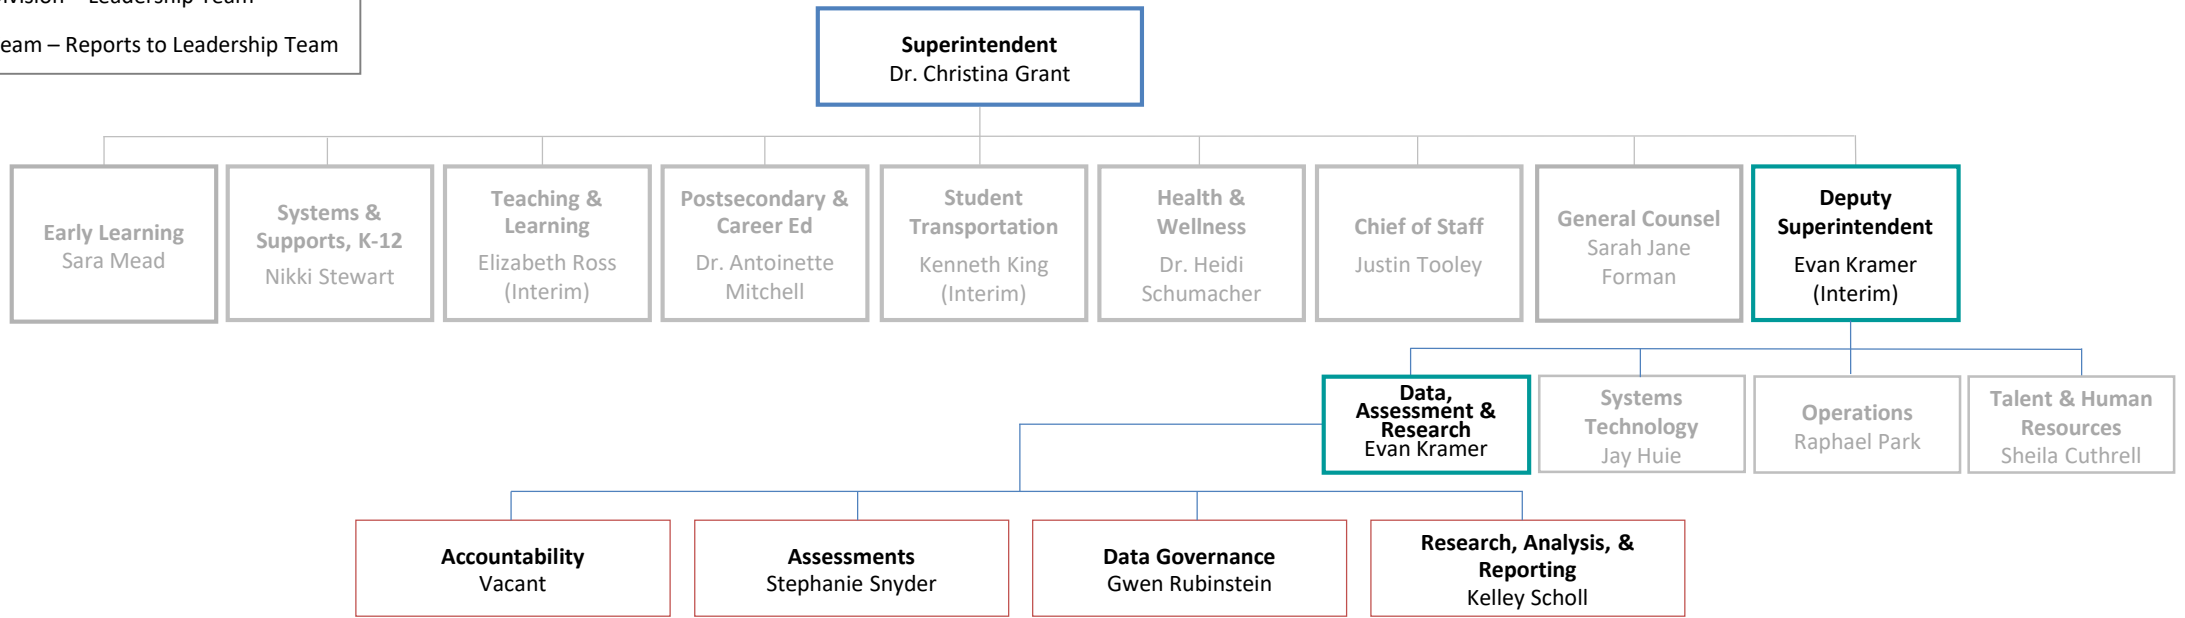 Leadership Team
eam – Reports to Leadership Team
Superintendent
Dr. Christina Grant
Early Learning
Sara Mead
Systems &
Supports, K-12
Nikki Stewart
Teaching &
Learning
Elizabeth Ross
(Interim)
Postsecondary &
Career Ed
Dr. Antoinette
Mitchell
Student
Transportation
Kenneth King
(Interim)
Health &
Wellness
Dr. Heidi
Schumacher
Chief of Staff
Justin Tooley
General Counsel
Sarah Jane
Forman
Deputy
Superintendent
Evan Kramer
(Interim)
Data,
Assessment &
Research
Evan Kramer
Systems
Technology
Jay Huie
Operations
Raphael Park
Talent & Human
Resources
Sheila Cuthrell
Accountability
Vacant
Assessments
Stephanie Snyder
Data Governance
Gwen Rubinstein
Research, Analysis, &
Reporting
Kelley Scholl